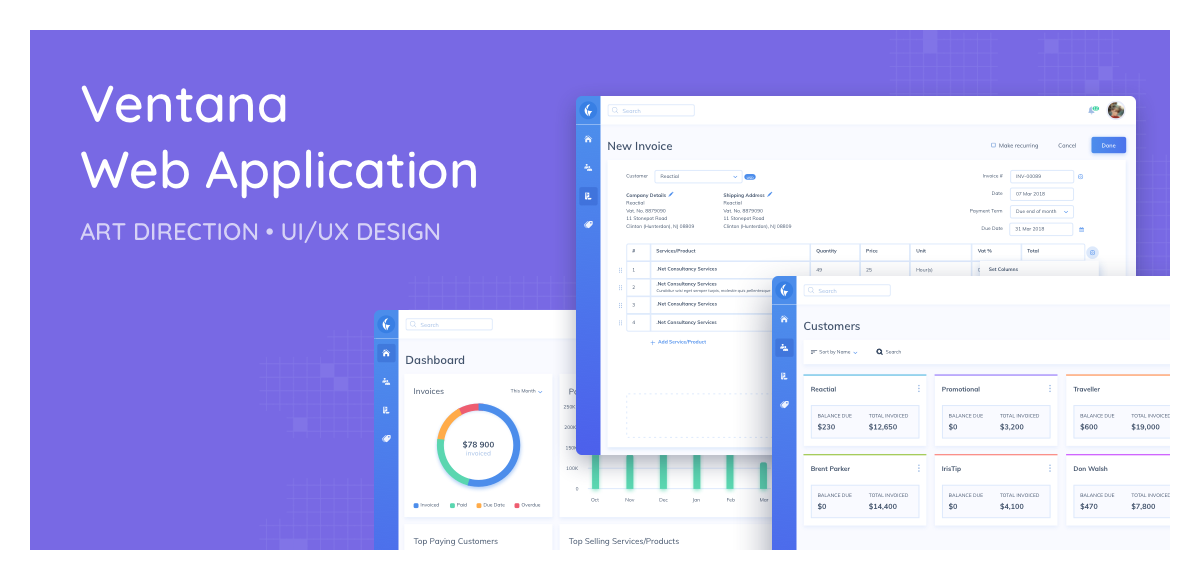 Ventana
Web Application
ART DIRECTION • UI/UX DESIGN
Search
New Invoice
Make recurring
Cancel
Done
Customer
Reactial
Invoice #
INV-00089
Date
07 Mar 2018
Payment Term
Due end of month
Due Date
31 Mar 2018
Company Details
Reactial
Vat. No. 8879090
11 Stonepot Road
Clinton (Hunterdon), NJ 08809
Shipping Address
Reactial
Vat. No. 8879090
11 Stonepot Road
Clinton (Hunterdon), NJ 08809
# Services/Product Quantity Price Unit Vat % Total
1 .Net Consultancy Services 49 25 Hour(s)
Set Columns
2 .Net Consultancy Services
Curabitur orci eget semper turpis, molestie quis pellentesque
3 .Net Consultancy Services
4 .Net Consultancy Services
+ Add Service/Product
Search
Dashboard
Invoices
This Month
$78 900
Invoiced
Invoiced
Paid
Due Date
Overdue
250K
200K
150K
100K
0
Oct Nov Dec Jan Feb Mar
Top Paying Customers
Top Selling Services/Products
Search
Customers
Sort by Name
Search
Reactial
BALANCE DUE TOTAL INVOICED
$230 $12,650
Promotional
BALANCE DUE TOTAL INVOICED
$0 $3,200
Traveller
BALANCE DUE TOTAL INVOICED
$600 $19,000
Brent Parker
BALANCE DUE TOTAL INVOICED
$0 $14,400
IrisTip
BALANCE DUE TOTAL INVOICED
$0 $4,100
Don Walsh
BALANCE DUE TOTAL INVOICED
$470 $7,800